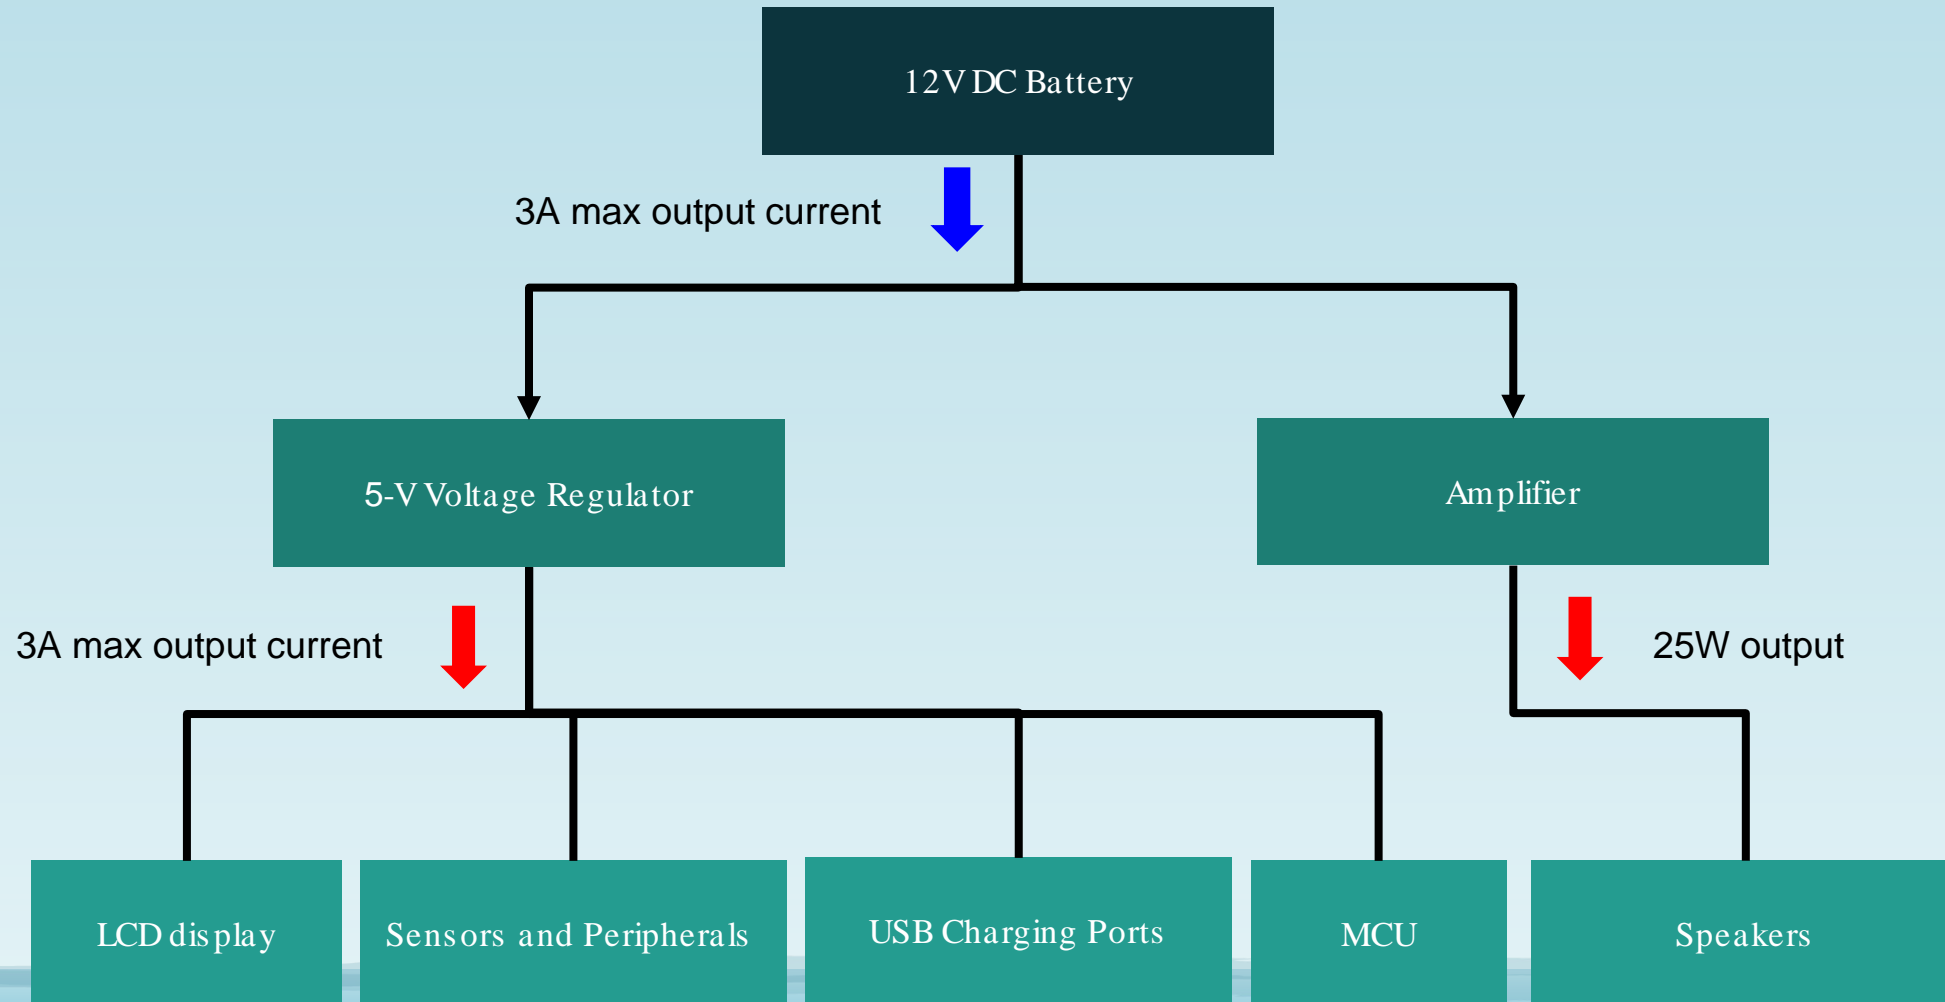 12V DC Battery
3A max output current
5-V Voltage Regulator
Amplifier
3A max output current
25W output
LCD display
Sensors and Peripherals
USB Charging Ports
MCU
Speakers